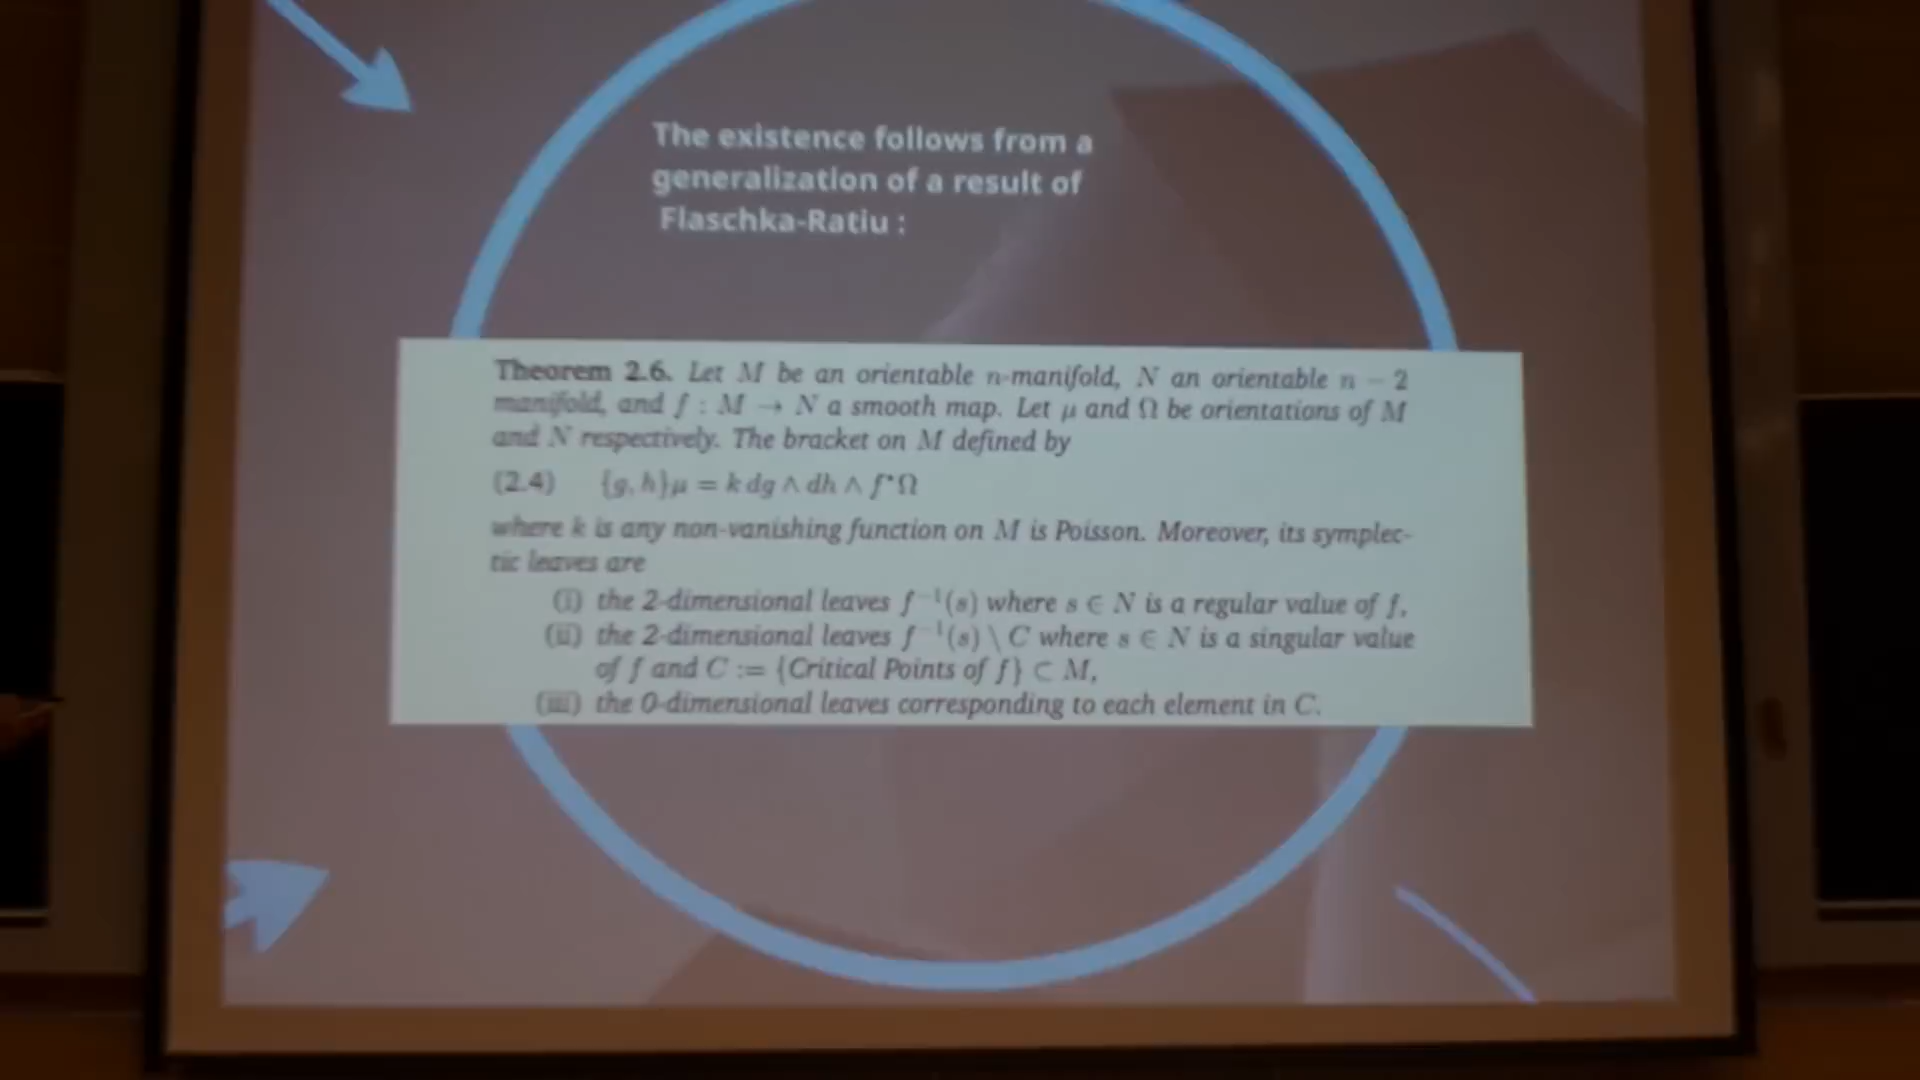 The existence follows from a
generalization of a result of
Flaschka-Ratiu :
Theorem 2.6. Let M be an orientable n-manifold, N an orientable n − 2
manifold, and f : M → N a smooth map. Let μ and Ω be orientations of M
and N respectively. The bracket on M defined by
(2.4) {g, h}μ = k dg ∧ dh ∧ f*Ω
where k is any non-vanishing function on M is Poisson. Moreover, its symplec-
tic leaves are
(i) the 2-dimensional leaves f⁻¹(s) where s ∈ N is a regular value of f,
(ii) the 2-dimensional leaves f⁻¹(s) \ C where s ∈ N is a singular value
of f and C := {Critical Points of f} ⊂ M,
(iii) the 0-dimensional leaves corresponding to each element in C.